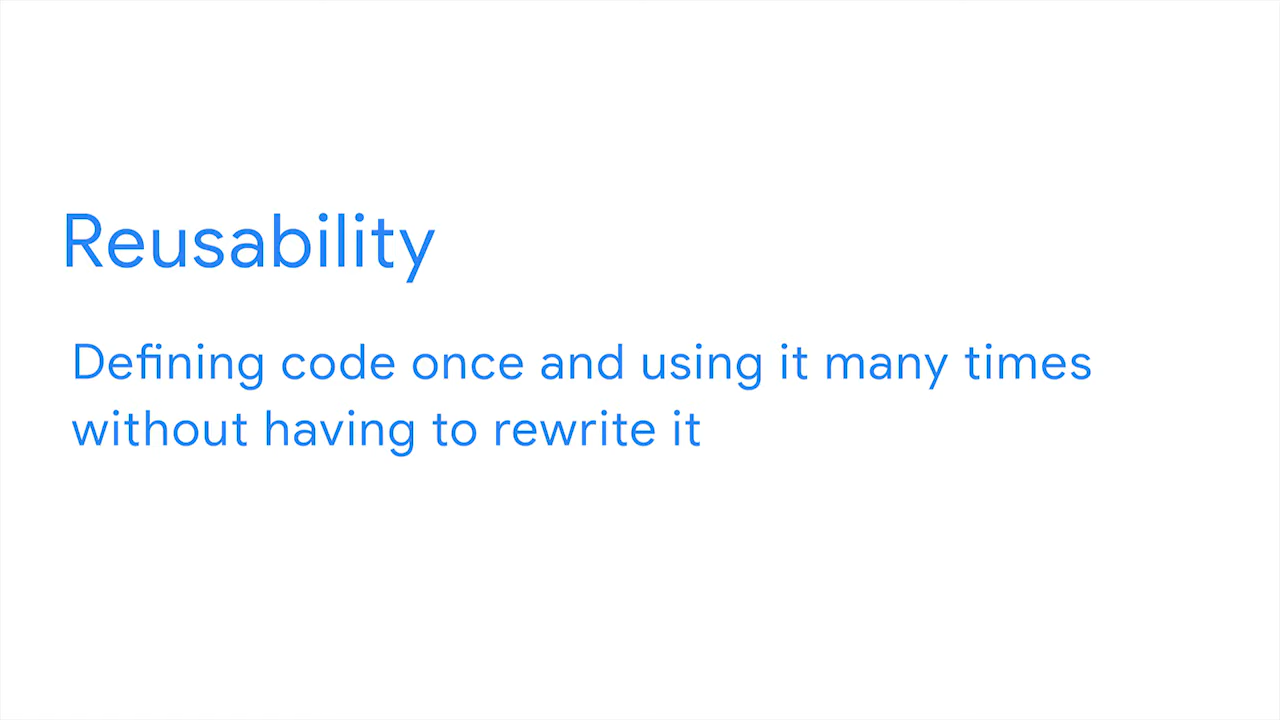 Reusability
Defining code once and using it many times
without having to rewrite it